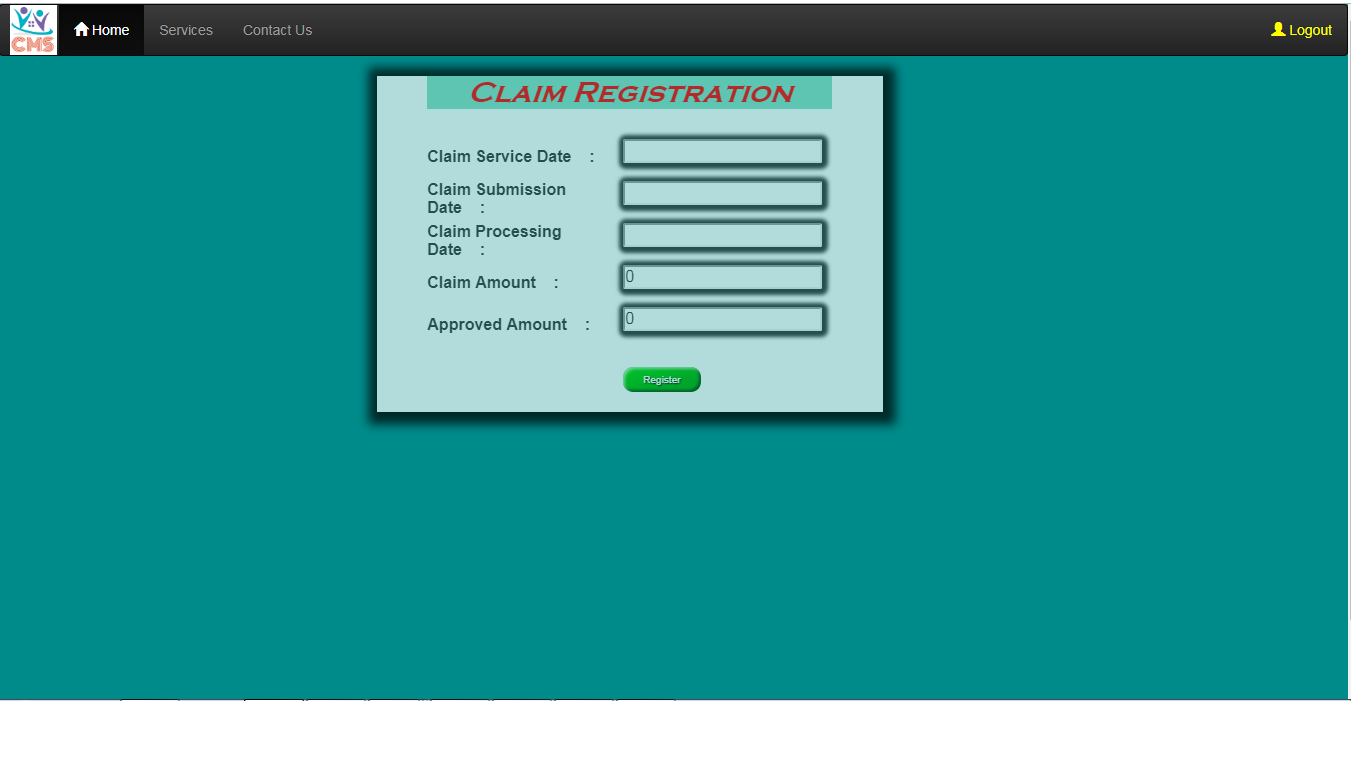 CMS Home Services Contact Us Logout
CLAIM REGISTRATION
Claim Service Date :
Claim Submission
Date :
Claim Processing
Date :
Claim Amount : 0
Approved Amount : 0
Register